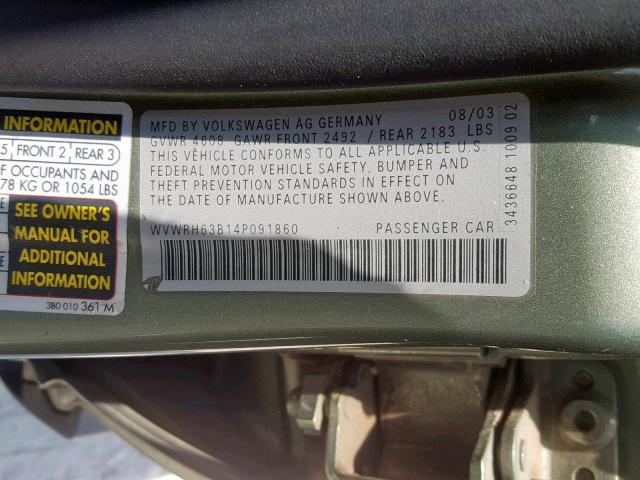 INFORMATION
5 FRONT 2 REAR 3
OF OCCUPANTS AND
78 KG OR 1054 LBS
SEE OWNER'S
MANUAL FOR
ADDITIONAL
INFORMATION
3B0 010 361 M
MFD BY VOLKSWAGEN AG GERMANY 08/03
GVWR 4608 GAWR FRONT 2492 / REAR 2183 LBS
THIS VEHICLE CONFORMS TO ALL APPLICABLE U.S.
FEDERAL MOTOR VEHICLE SAFETY, BUMPER AND
THEFT PREVENTION STANDARDS IN EFFECT ON
THE DATE OF MANUFACTURE SHOWN ABOVE.
WVWRH63B14P091860 PASSENGER CAR
3436648 1009 02